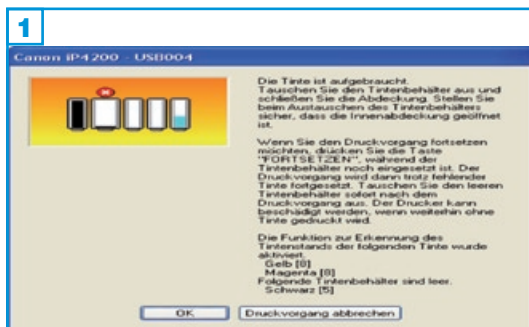 1
Canon iP4200 - USB004
Die Tinte ist aufgebraucht.
Tauschen Sie den Tintenbehälter aus und
schließen Sie die Abdeckung. Stellen Sie
beim Austauschen des Tintenbehälters
sicher, dass die Innenabdeckung geöffnet
ist.
Wenn Sie den Druckvorgang fortsetzen
möchten, drücken Sie die Taste
"FORTSETZEN", während der
Tintenbehälter noch eingesetzt ist. Der
Druckvorgang wird dann trotz fehlender
Tinte fortgesetzt. Tauschen Sie den leeren
Tintenbehälter sofort nach dem
Druckvorgang aus. Der Drucker kann
beschädigt werden, wenn weiterhin ohne
Tinte gedruckt wird.
Die Funktion zur Erkennung des
Tintenstands der folgenden Tinte wurde
aktiviert.
Gelb [8]
Magenta [8]
Folgende Tintenbehälter sind leer.
Schwarz [5]
OK
Druckvorgang abbrechen